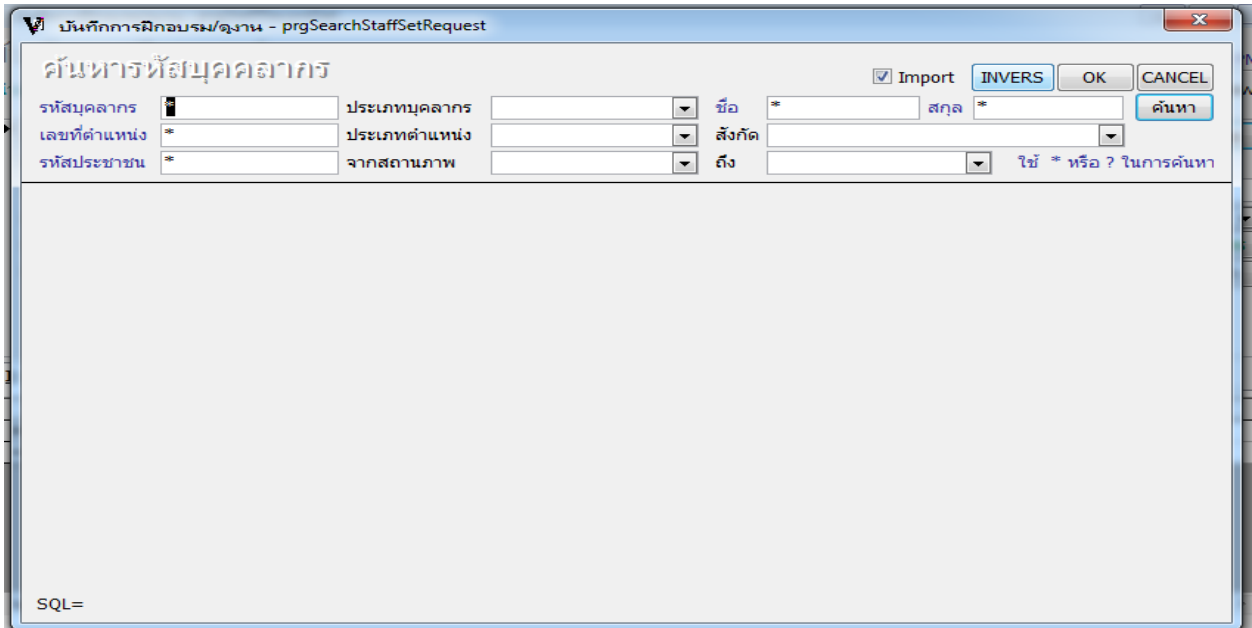 บันทึกการฝึกอบรม/ดูงาน - prgSearchStaffSetRequest
ค้นหารหัสบุคคลากร
Import INVERS OK CANCEL
รหัสบุคลากร * ประเภทบุคลากร ชื่อ * สกุล * ค้นหา
เลขที่ตำแหน่ง * ประเภทตำแหน่ง สังกัด
รหัสประชาชน * จากสถานภาพ ถึง ใช้ * หรือ ? ในการค้นหา
SQL=